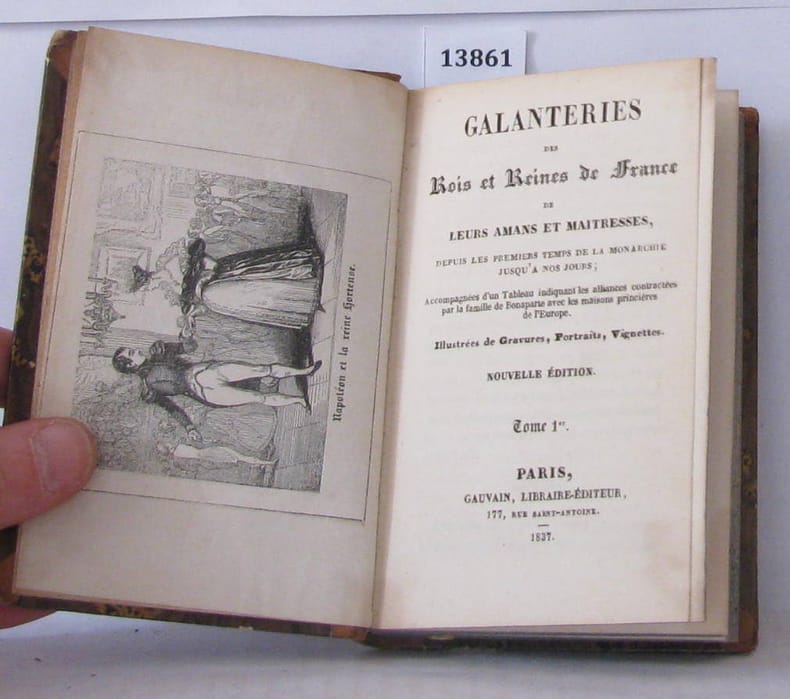 13861
Napoléon et la reine Hortense.
GALANTERIES
DES
Rois et Reines de France
DE
LEURS AMANS ET MAITRESSES,
DEPUIS LES PREMIERS TEMPS DE LA MONARCHIE
JUSQU'A NOS JOURS;
Accompagnées d'un Tableau indiquant les alliances contractées
par la famille de Bonaparte avec les maisons princières
de l'Europe.
Illustrées de Gravures, Portraits, Vignettes.
NOUVELLE ÉDITION.
Tome 1er.
PARIS,
GAUVAIN, LIBRAIRE-ÉDITEUR,
177, RUE SAINT-ANTOINE.
1837.